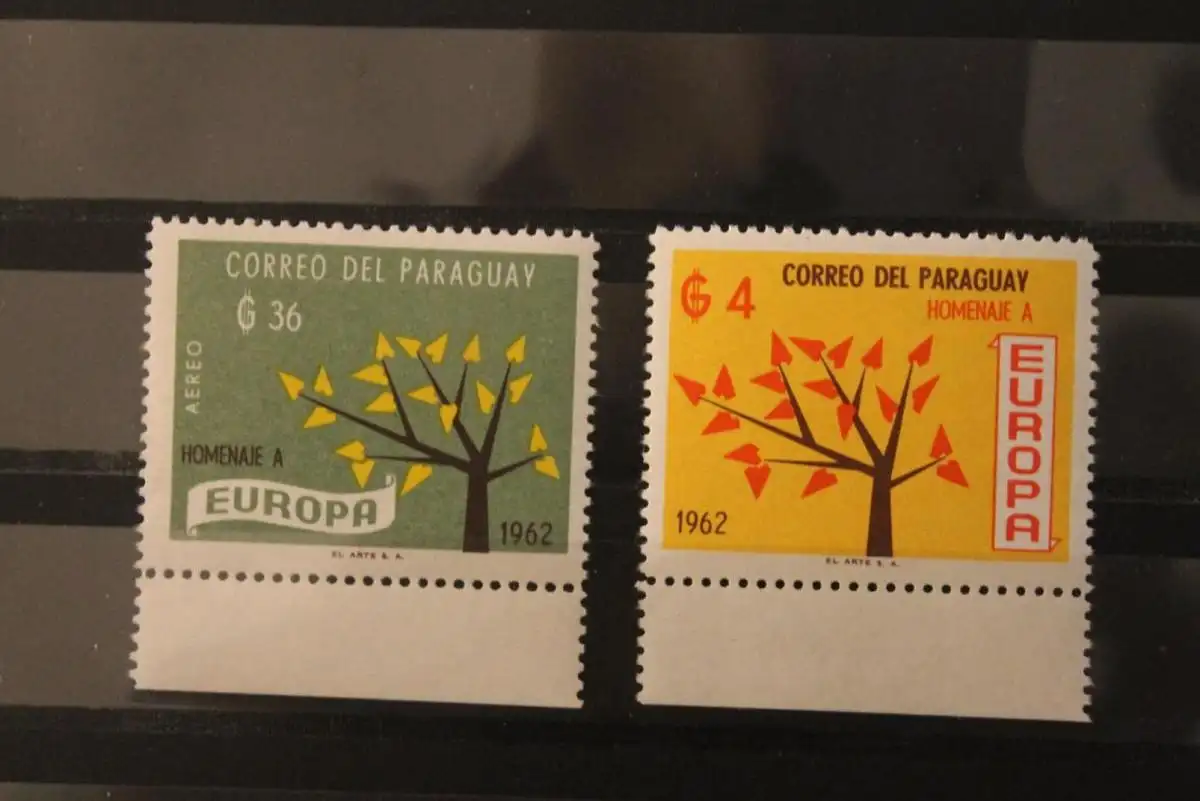 CORREO DEL PARAGUAY
₲ 36
AEREO
HOMENAJE A
EUROPA
1962
EL ARTE S. A.
CORREO DEL PARAGUAY
₲ 4
HOMENAJE A
EUROPA
1962
EL ARTE S. A.